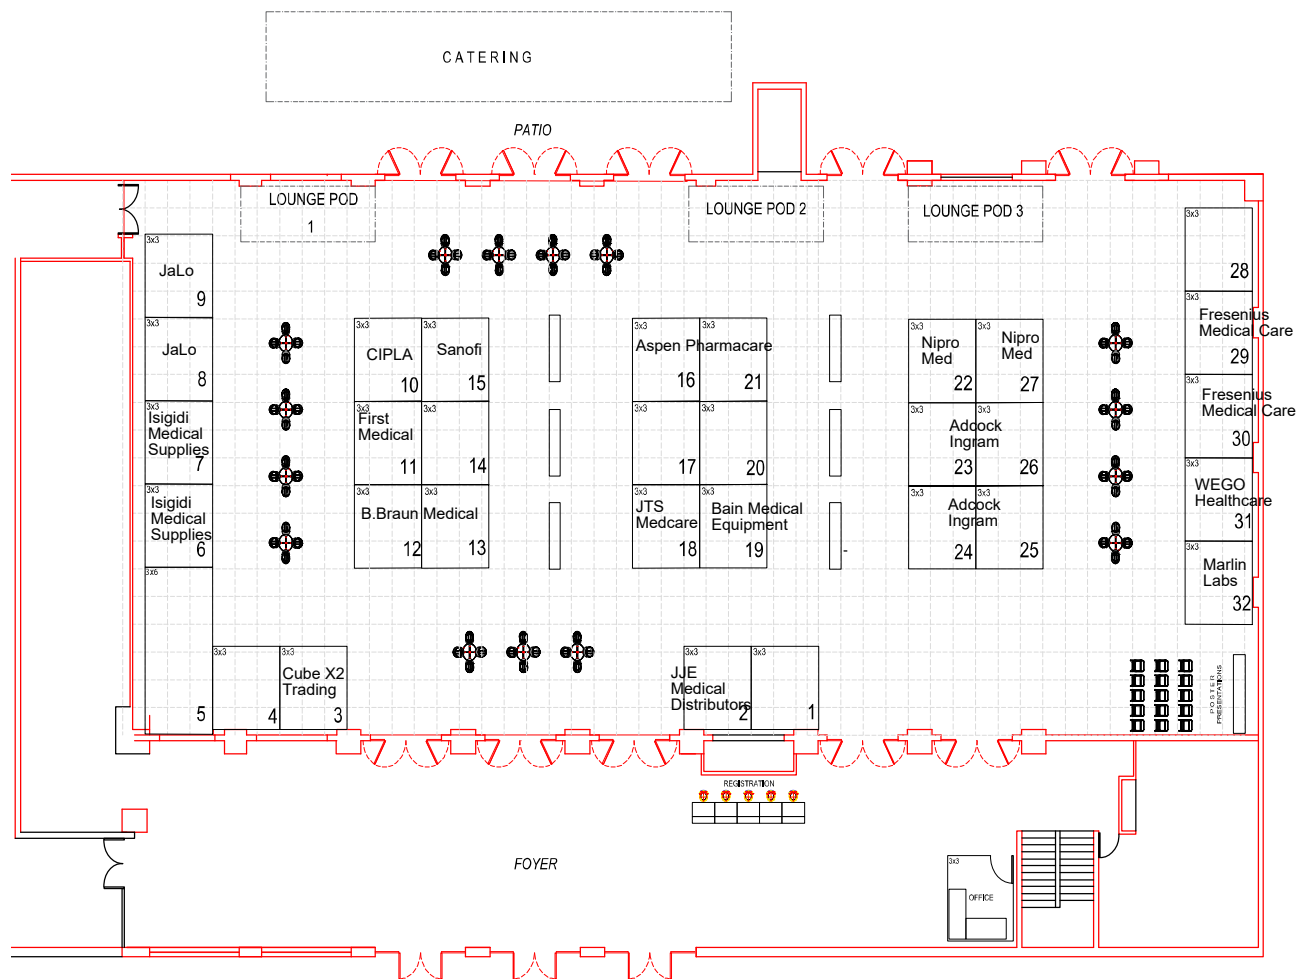 CATERING
PATIO
LOUNGE POD
1
LOUNGE POD 2
LOUNGE POD 3
3x3
JaLo
9
3x3
JaLo
8
3x3
Isigidi
Medical
Supplies
7
3x3
Isigidi
Medical
Supplies
6
3x6
5
3x3
4
3x3
Cube X2
Trading
3
3x3
CIPLA
10
3x3
Sanofi
15
3x3
First
Medical
11
3x3
14
3x3
B.Braun Medical
12
3x3
13
3x3
Aspen Pharmacare
16
3x3
21
3x3
17
3x3
20
3x3
JTS
Medcare
18
3x3
Bain Medical
Equipment
19
3x3
JJE
Medical
Distributors
2
3x3
1
3x3
Nipro
Med
22
3x3
Nipro
Med
27
3x3
Adcock
Ingram
23
3x3
26
3x3
Adcock
Ingram
24
3x3
25
3x3
28
3x3
Fresenius
Medical Care
29
3x3
Fresenius
Medical Care
30
3x3
WEGO
Healthcare
31
3x3
Marlin
Labs
32
POSTER
PRESENTATIONS
REGISTRATION
FOYER
3x3
OFFICE